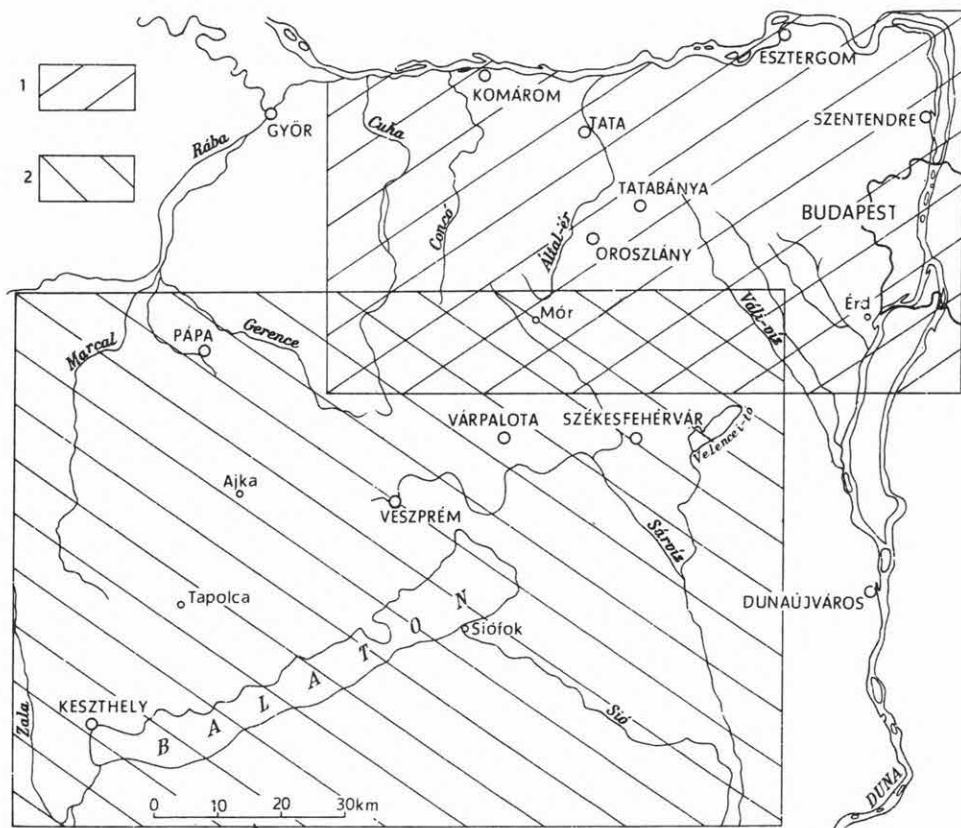 1
2
GYŐR
Rába
KOMÁROM
ESZTERGOM
Cuha
Concó
TATA
SZENTENDRE
TATABÁNYA
BUDAPEST
Által-ér
OROSZLÁNY
Mór
Váli-víz
Érd
Marcal
PÁPA
Gerence
VÁRPALOTA
SZÉKESFEHÉRVÁR
Velencei-tó
Ajka
VESZPRÉM
Sárvíz
Tapolca
DUNAÚJVÁROS
Siófok
KESZTHELY
BALATON
Zala
Sió
0 10 20 30km
DUNA